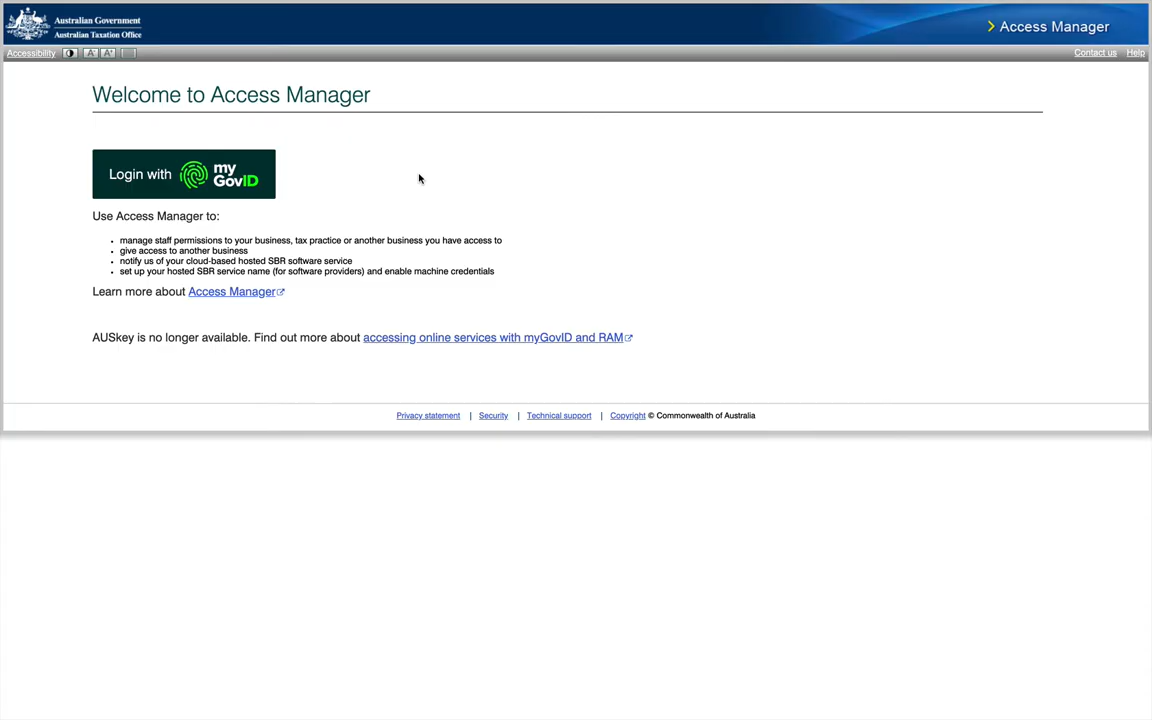 Australian Government
Australian Taxation Office
Access Manager
Accessibility
A-
A+
Contact us
Help
Welcome to Access Manager
Login with my GovID
Use Access Manager to:
manage staff permissions to your business, tax practice or another business you have access to
give access to another business
notify us of your cloud-based hosted SBR software service
set up your hosted SBR service name (for software providers) and enable machine credentials
Learn more about Access Manager
AUSkey is no longer available. Find out more about accessing online services with myGovID and RAM
Privacy statement | Security | Technical support | Copyright © Commonwealth of Australia